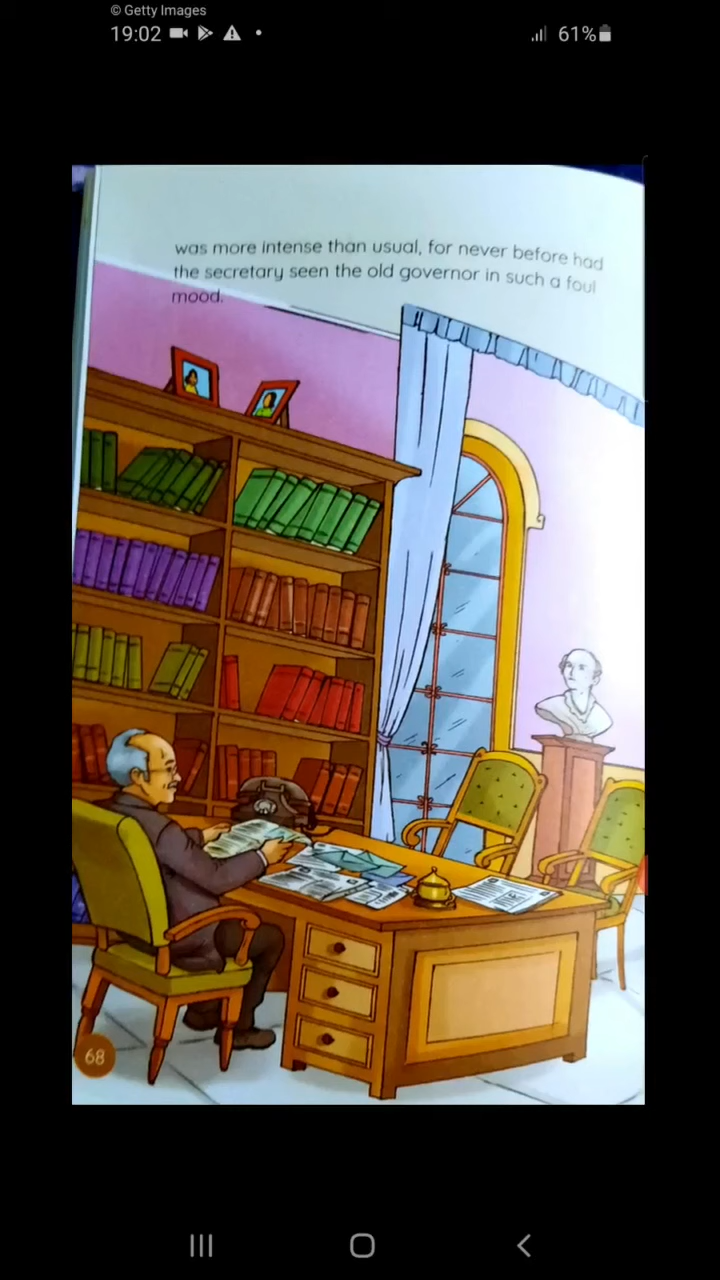 © Getty Images
19:02
61%
was more intense than usual, for never before had
the secretary seen the old governor in such a foul
mood.
68